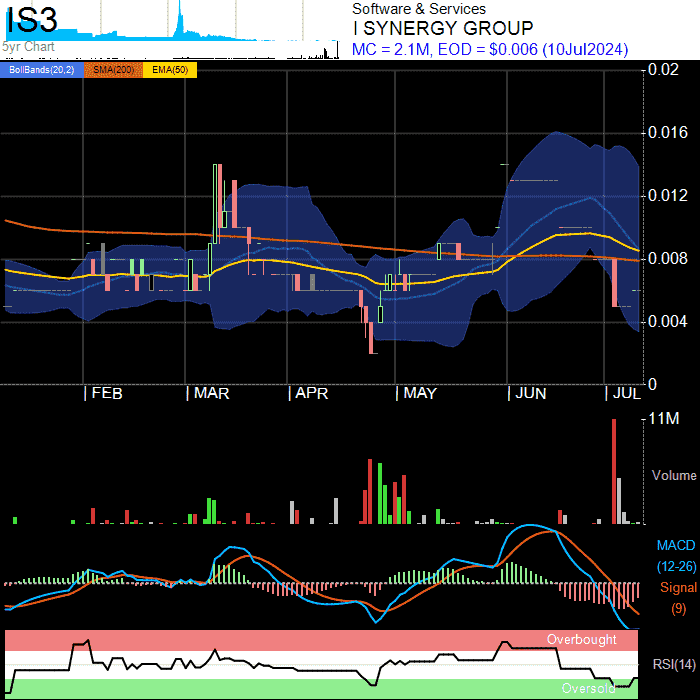 IS3
5yr Chart
Software & Services
I SYNERGY GROUP
MC = 2.1M, EOD = $0.006 (10Jul2024)
BollBands(20,2) SMA(200) EMA(50)
0.02
0.016
0.012
0.008
0.004
0
FEB MAR APR MAY JUN JUL
11M
Volume
MACD
(12-26)
Signal
(9)
Overbought
RSI(14)
Oversold